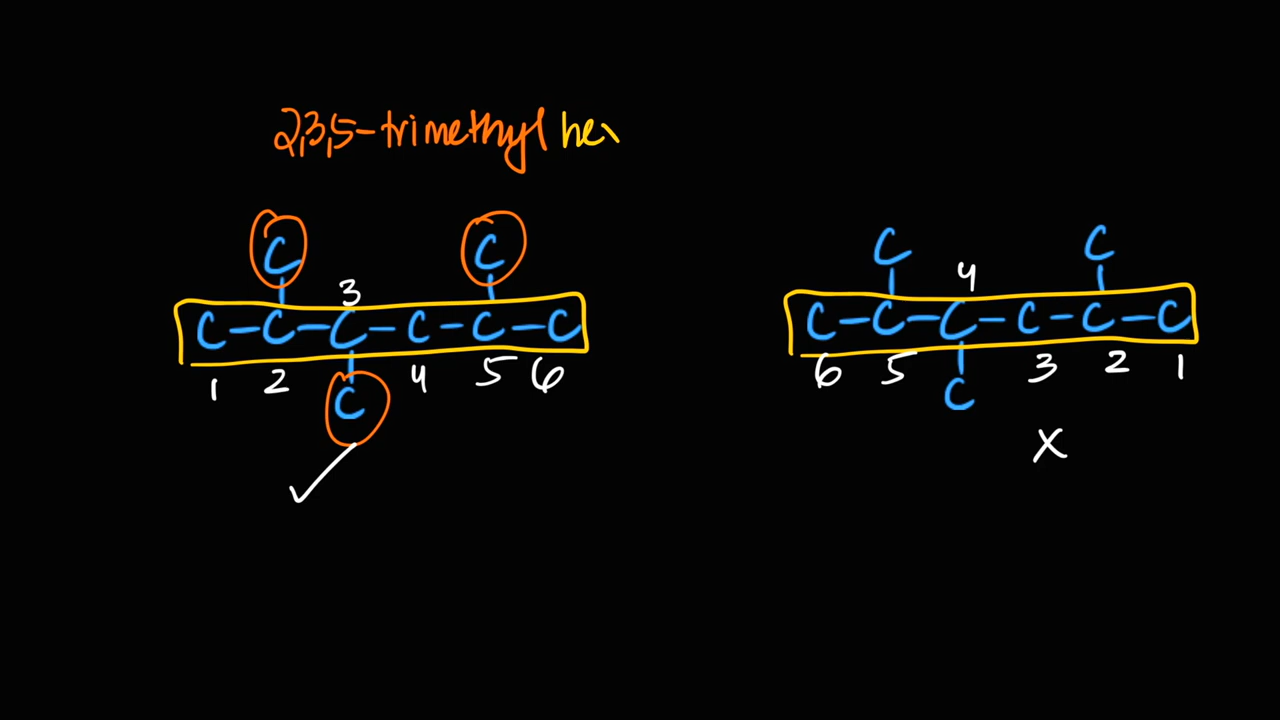 2,3,5-trimethyl hex
C C C C
3 4
C-C-C-C-C-C C-C-C-C-C-C
1 2 4 5 6 6 5 3 2 1
C C
X